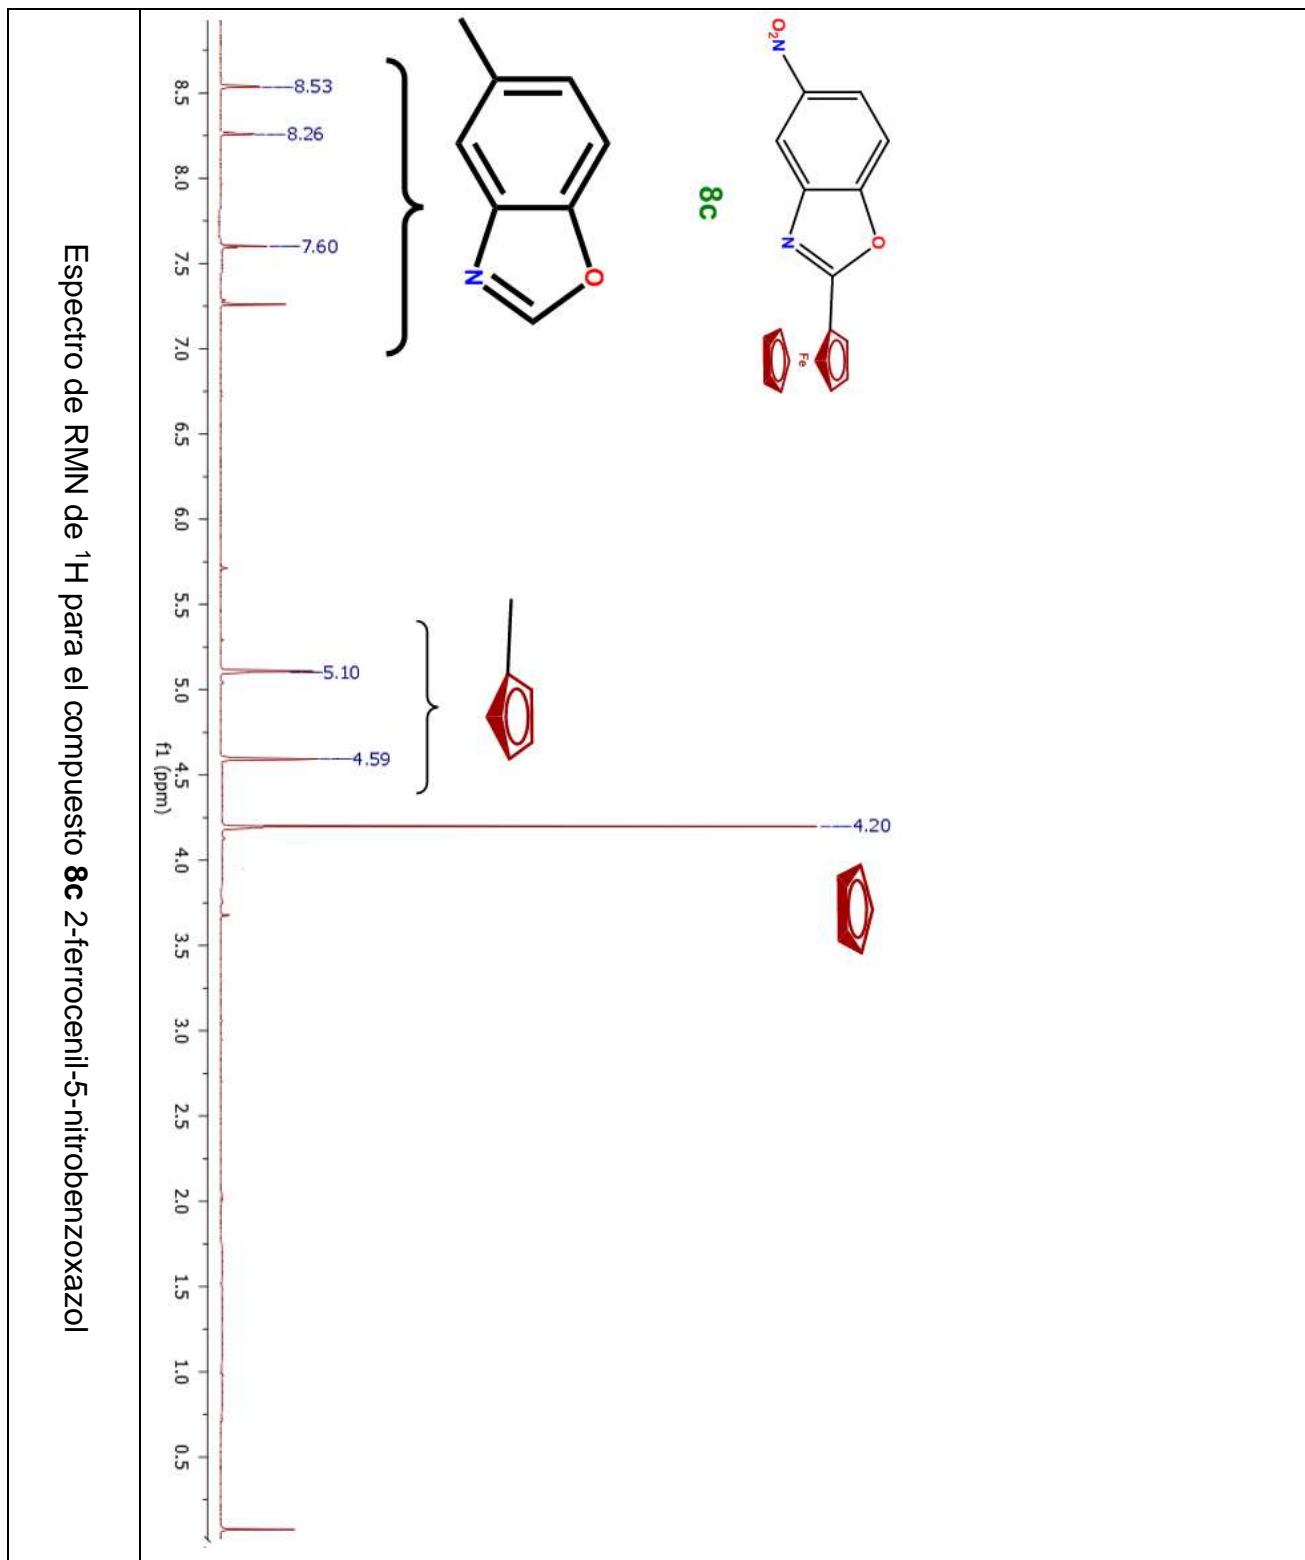 O₂N
N
O
Fe
8c
N
O
8.53
8.26
7.60
5.10
4.59
4.20
8.5
8.0
7.5
7.0
6.5
6.0
5.5
5.0
4.5
4.0
3.5
3.0
2.5
2.0
1.5
1.0
0.5
f1 (ppm)
Espectro de RMN de ¹H para el compuesto 8c 2-ferrocenil-5-nitrobenzoxazol